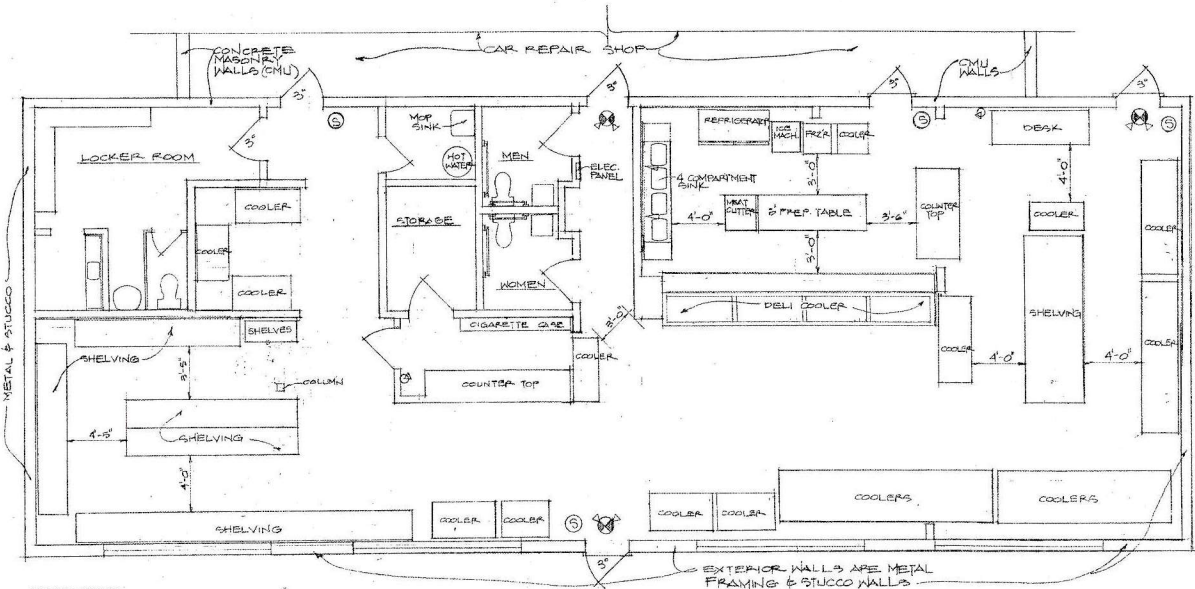 CONCRETE
MASONRY
WALLS (CMU)
CAR REPAIR SHOP
CMU
WALLS
3"
3"
3"
3"
S
MOP
SINK
HOT
WATER
MEN
ELEC.
PANEL
REFRIGERATOR
ICE
MACH.
FRZ'R
COOLER
S
DESK
S
LOCKER ROOM
3"
4 COMPARTMENT
SINK
3'-0"
4'-0"
COOLER
STORAGE
4'-0"
MEAT
CUTTER
5' PREP. TABLE
3'-6"
COUNTER
TOP
COOLER
COOLER
COOLER
3'-0"
COOLER
WOMEN
DELI COOLER
SHELVING
METAL & STUCCO
SHELVING
SHELVES
CIGARETTE CASE
3'-0"
COOLER
COOLER
4'-0"
4'-0"
COOLER
3'-5"
COLUMN
COUNTER TOP
4'-5"
SHELVING
4'-0"
SHELVING
COOLER
COOLER
S
COOLER
COOLER
COOLERS
COOLERS
3"
EXTERIOR WALLS ARE METAL
FRAMING & STUCCO WALLS